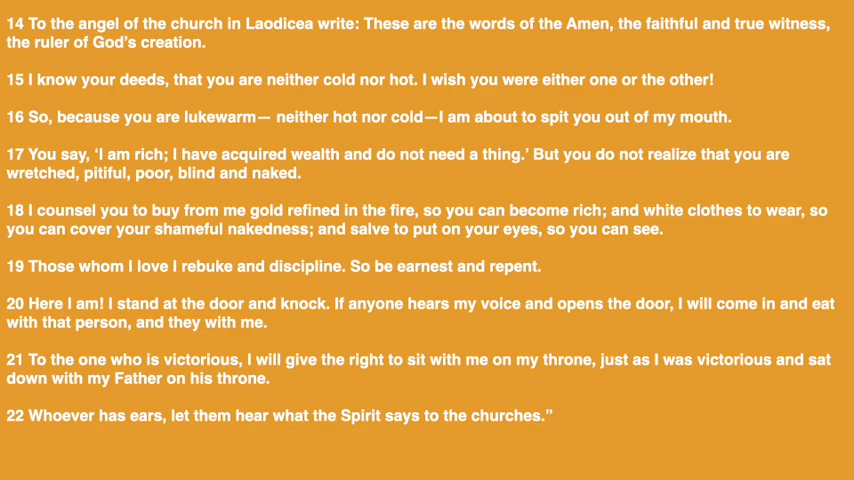 14 To the angel of the church in Laodicea write: These are the words of the Amen, the faithful and true witness,
the ruler of God’s creation.
15 I know your deeds, that you are neither cold nor hot. I wish you were either one or the other!
16 So, because you are lukewarm— neither hot nor cold—I am about to spit you out of my mouth.
17 You say, ‘I am rich; I have acquired wealth and do not need a thing.’ But you do not realize that you are
wretched, pitiful, poor, blind and naked.
18 I counsel you to buy from me gold refined in the fire, so you can become rich; and white clothes to wear, so
you can cover your shameful nakedness; and salve to put on your eyes, so you can see.
19 Those whom I love I rebuke and discipline. So be earnest and repent.
20 Here I am! I stand at the door and knock. If anyone hears my voice and opens the door, I will come in and eat
with that person, and they with me.
21 To the one who is victorious, I will give the right to sit with me on my throne, just as I was victorious and sat
down with my Father on his throne.
22 Whoever has ears, let them hear what the Spirit says to the churches.”